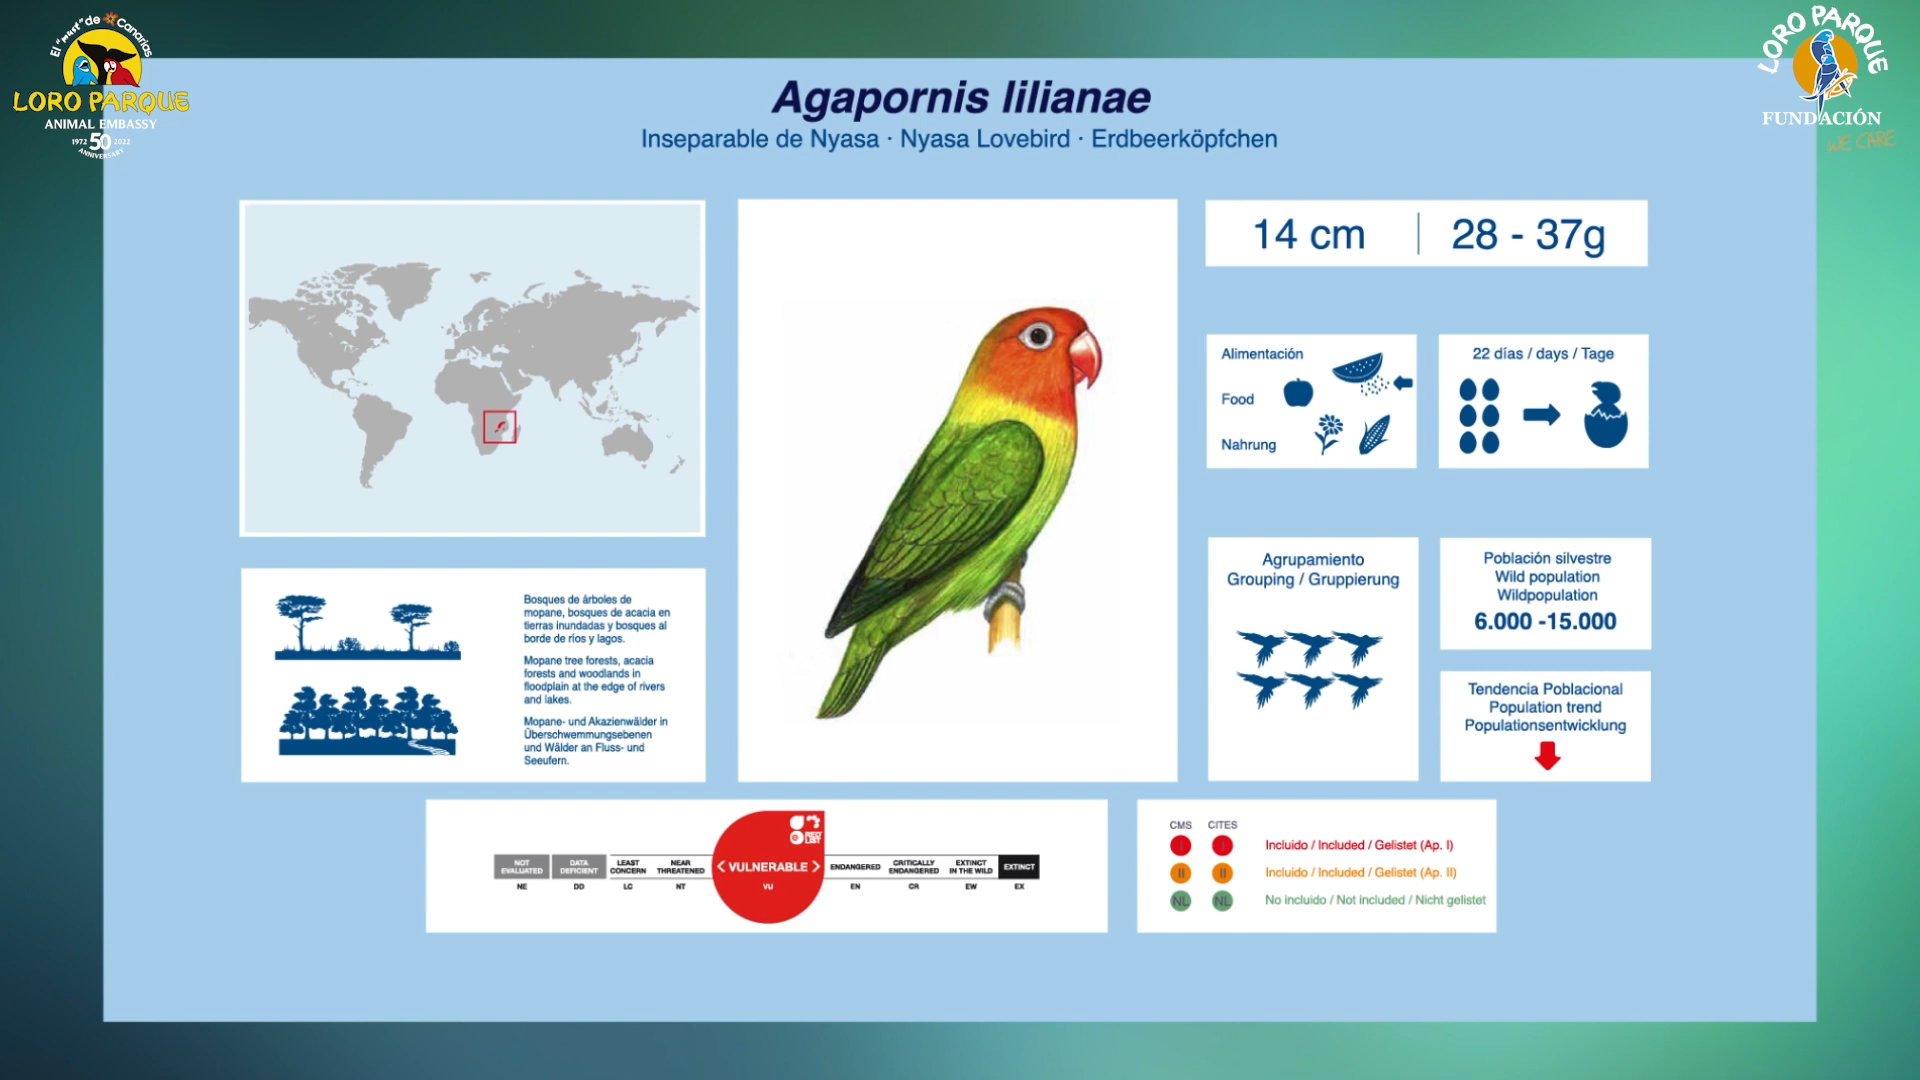 El "must" de Canarias
LORO PARQUE
ANIMAL EMBASSY
1972 50 2022
ANNIVERSARY
LORO PARQUE
FUNDACIÓN
WE CARE
Agapornis lilianae
Inseparable de Nyasa · Nyasa Lovebird · Erdbeerköpfchen
14 cm
28 - 37g
Alimentación
Food
Nahrung
22 días / days / Tage
Bosques de árboles de
mopane, bosques de acacia en
tierras inundadas y bosques al
borde de ríos y lagos.
Mopane tree forests, acacia
forests and woodlands in
floodplain at the edge of rivers
and lakes.
Mopane- und Akazienwälder in
Überschwemmungsebenen
und Wälder an Fluss- und
Seeufern.
Agrupamiento
Grouping / Gruppierung
Población silvestre
Wild population
Wildpopulation
6.000 -15.000
Tendencia Poblacional
Population trend
Populationsentwicklung
NOT
EVALUATED
NE
DATA
DEFICIENT
DD
LEAST
CONCERN
LC
NEAR
THREATENED
NT
RED
LIST
< VULNERABLE >
VU
ENDANGERED
EN
CRITICALLY
ENDANGERED
CR
EXTINCT
IN THE WILD
EW
EXTINCT
EX
CMS CITES
I I Incluido / Included / Gelistet (Ap. I)
II II Incluido / Included / Gelistet (Ap. II)
NL NL No incluido / Not included / Nicht gelistet